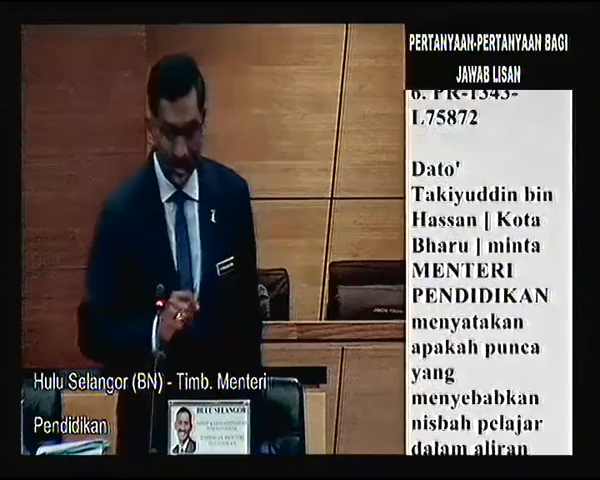 PERTANYAAN-PERTANYAAN BAGI
JAWAB LISAN
6. PR-1343-
L75872
Dato'
Takiyuddin bin
Hassan | Kota
Bharu | minta
MENTERI
PENDIDIKAN
menyatakan
apakah punca
yang
menyebabkan
nisbah pelajar
dalam aliran
Hulu Selangor (BN) - Timb. Menteri
Pendidikan
HULU SELANGOR